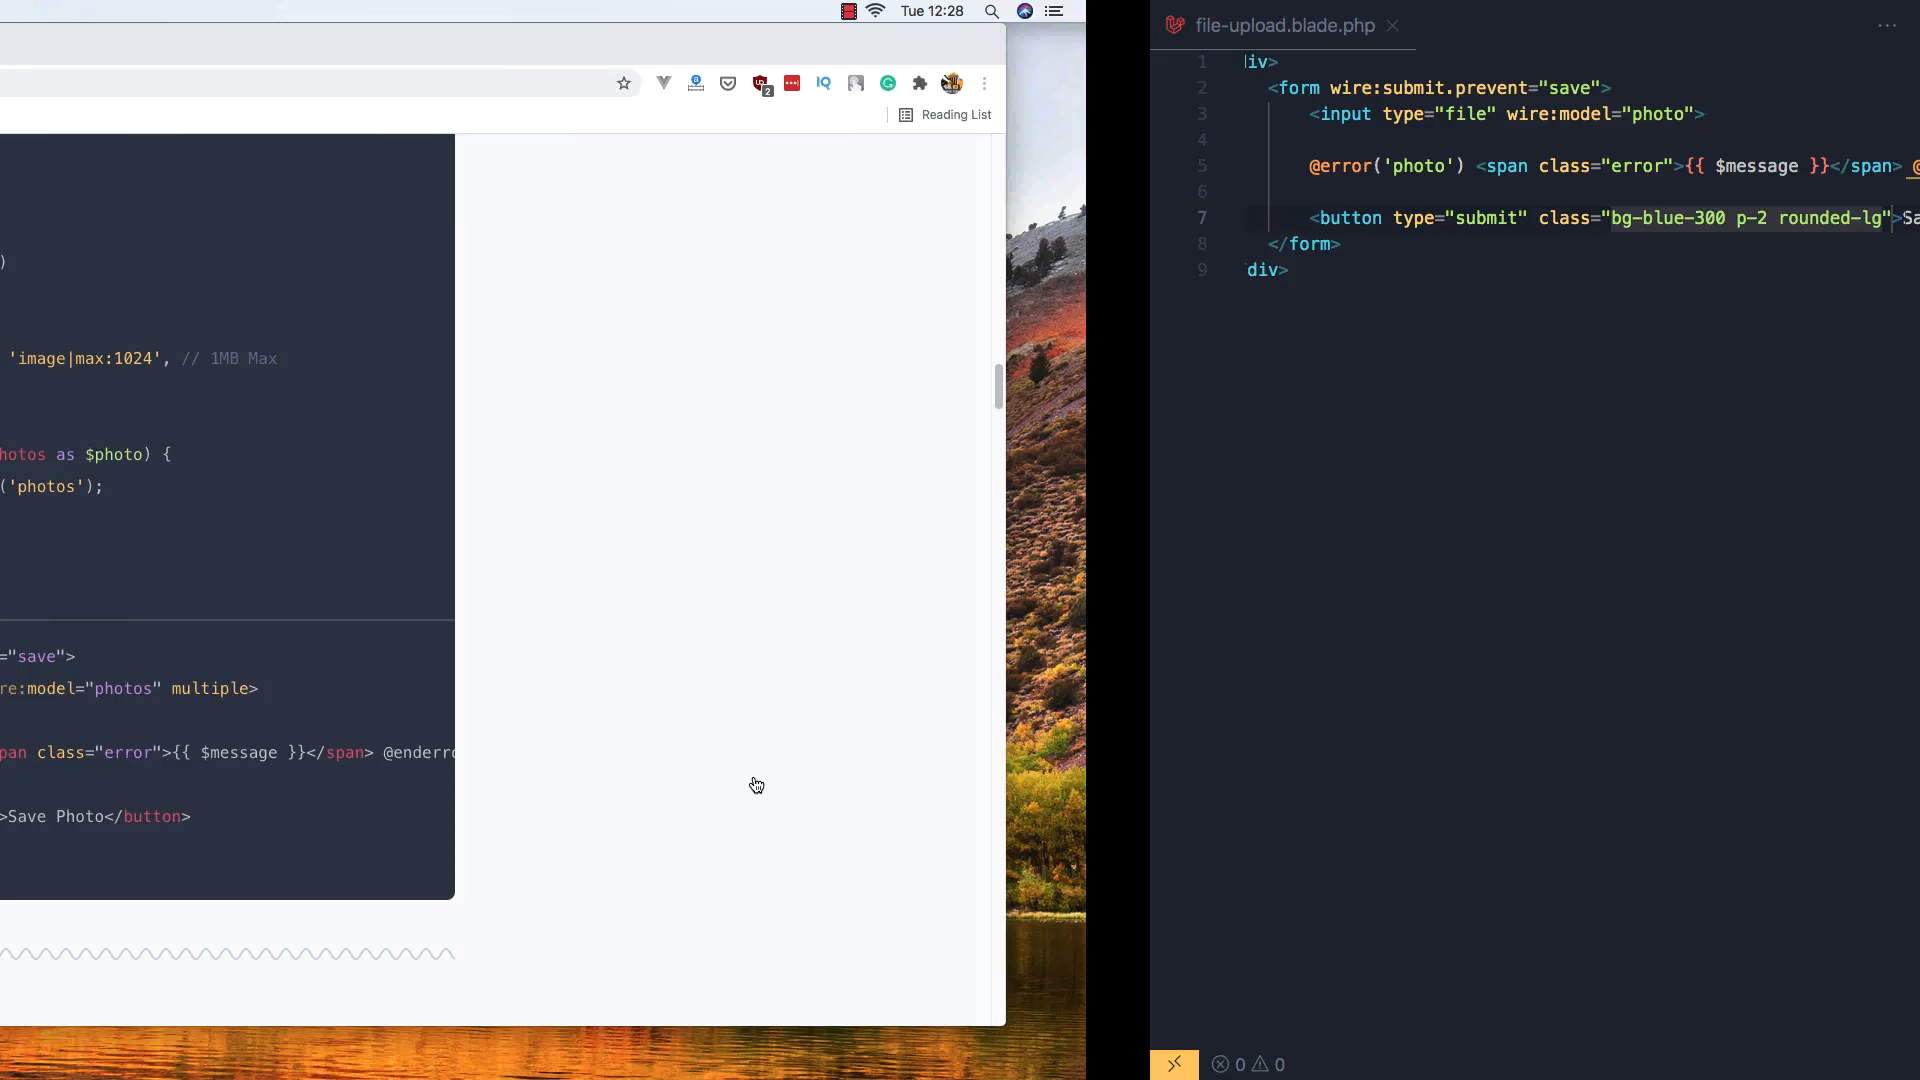 Tue 12:28
2
IQ
Reading List
)
'image|max:1024', // 1MB Max
hotos as $photo) {
('photos');
="save">
re:model="photos" multiple>
pan class="error">{{ $message }}</span> @enderro
>Save Photo</button>
file-upload.blade.php
1 iv>
2 <form wire:submit.prevent="save">
3 <input type="file" wire:model="photo">
4
5 @error('photo') <span class="error">{{ $message }}</span> @
6
7 <button type="submit" class="bg-blue-300 p-2 rounded-lg">Sa
8 </form>
9 div>
0 0